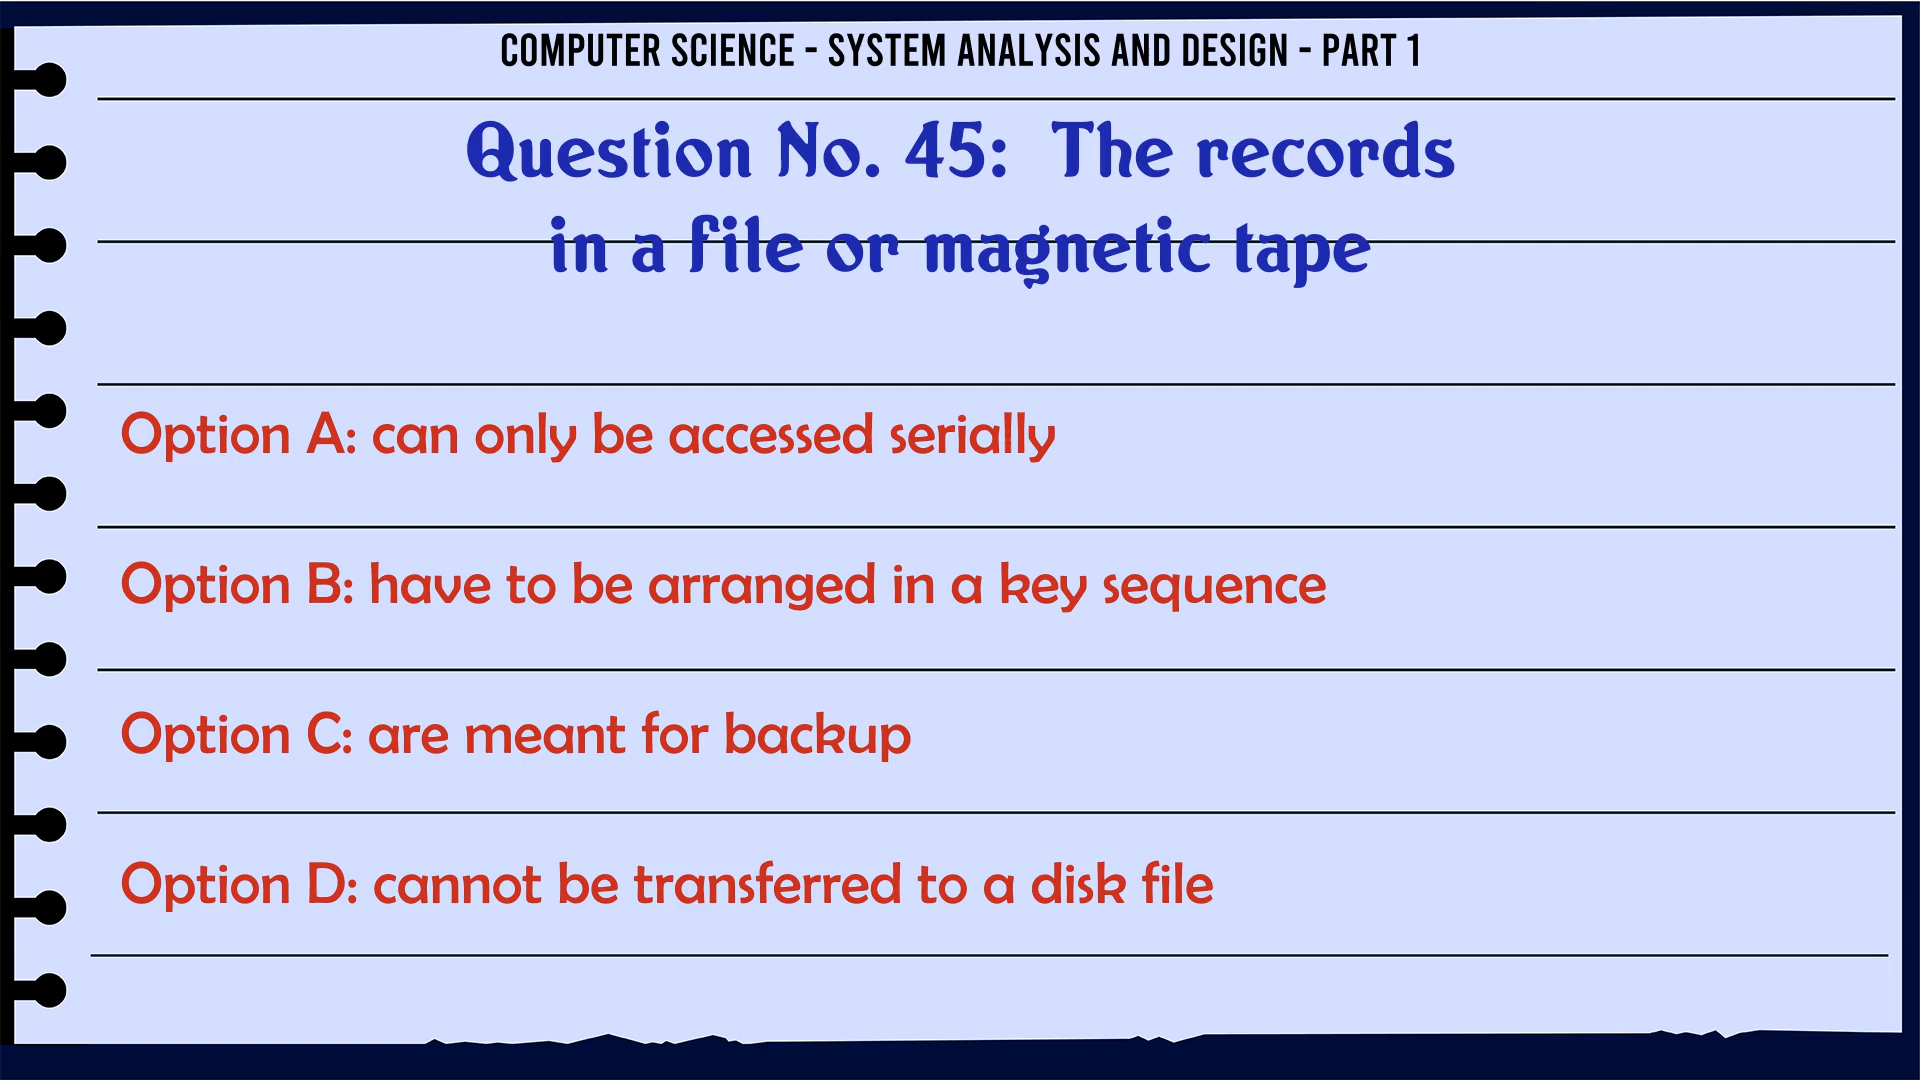 COMPUTER SCIENCE - SYSTEM ANALYSIS AND DESIGN - PART 1
Question No. 45: The records
in a file or magnetic tape
Option A: can only be accessed serially
Option B: have to be arranged in a key sequence
Option C: are meant for backup
Option D: cannot be transferred to a disk file